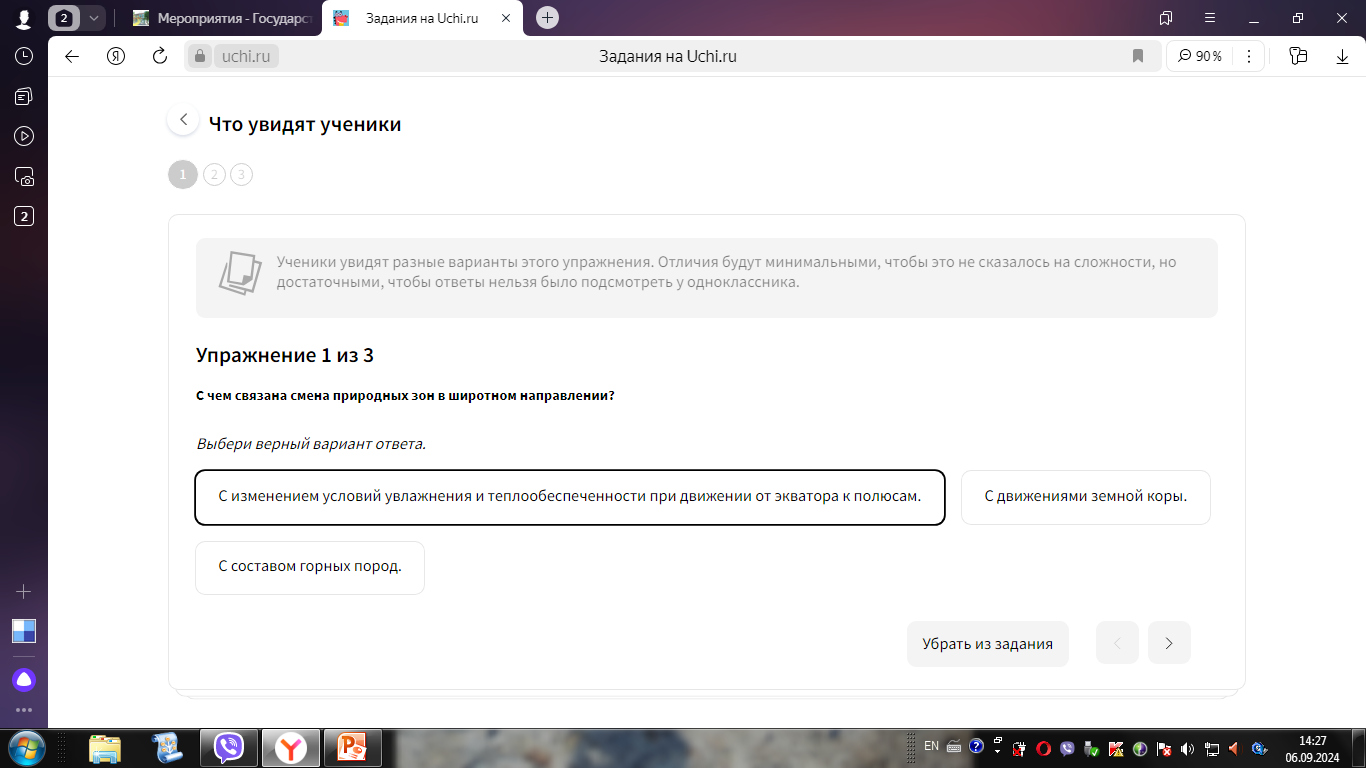 2
Мероприятия - Государст
Задания на Uchi.ru
uchi.ru
Задания на Uchi.ru
90 %
2
Что увидят ученики
1 2 3
Ученики увидят разные варианты этого упражнения. Отличия будут минимальными, чтобы это не сказалось на сложности, но
достаточными, чтобы ответы нельзя было подсмотреть у одноклассника.
Упражнение 1 из 3
С чем связана смена природных зон в широтном направлении?
Выбери верный вариант ответа.
С изменением условий увлажнения и теплообеспеченности при движении от экватора к полюсам.
С движениями земной коры.
С составом горных пород.
Убрать из задания
EN
14:27
06.09.2024